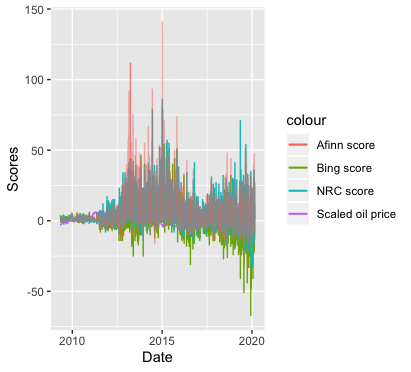 150
100
50
0
-50
Scores
2010
2015
2020
Date
colour
Afinn score
Bing score
NRC score
Scaled oil price